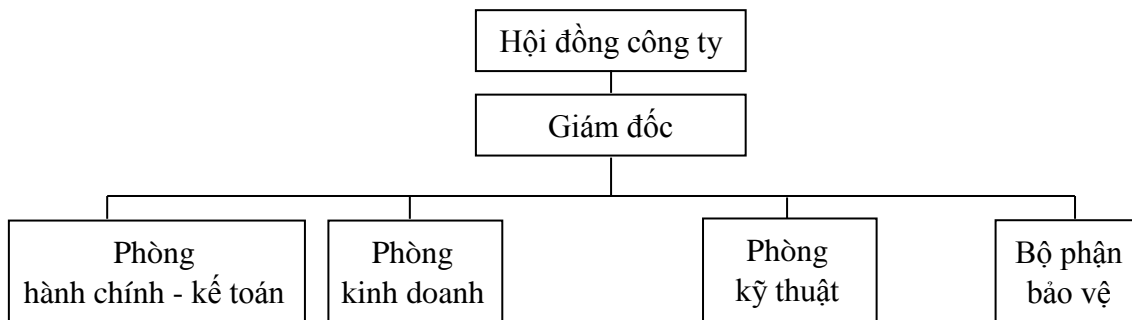 Hội đồng công ty
Giám đốc
Phòng
hành chính - kế toán
Phòng
kinh doanh
Phòng
kỹ thuật
Bộ phận
bảo vệ